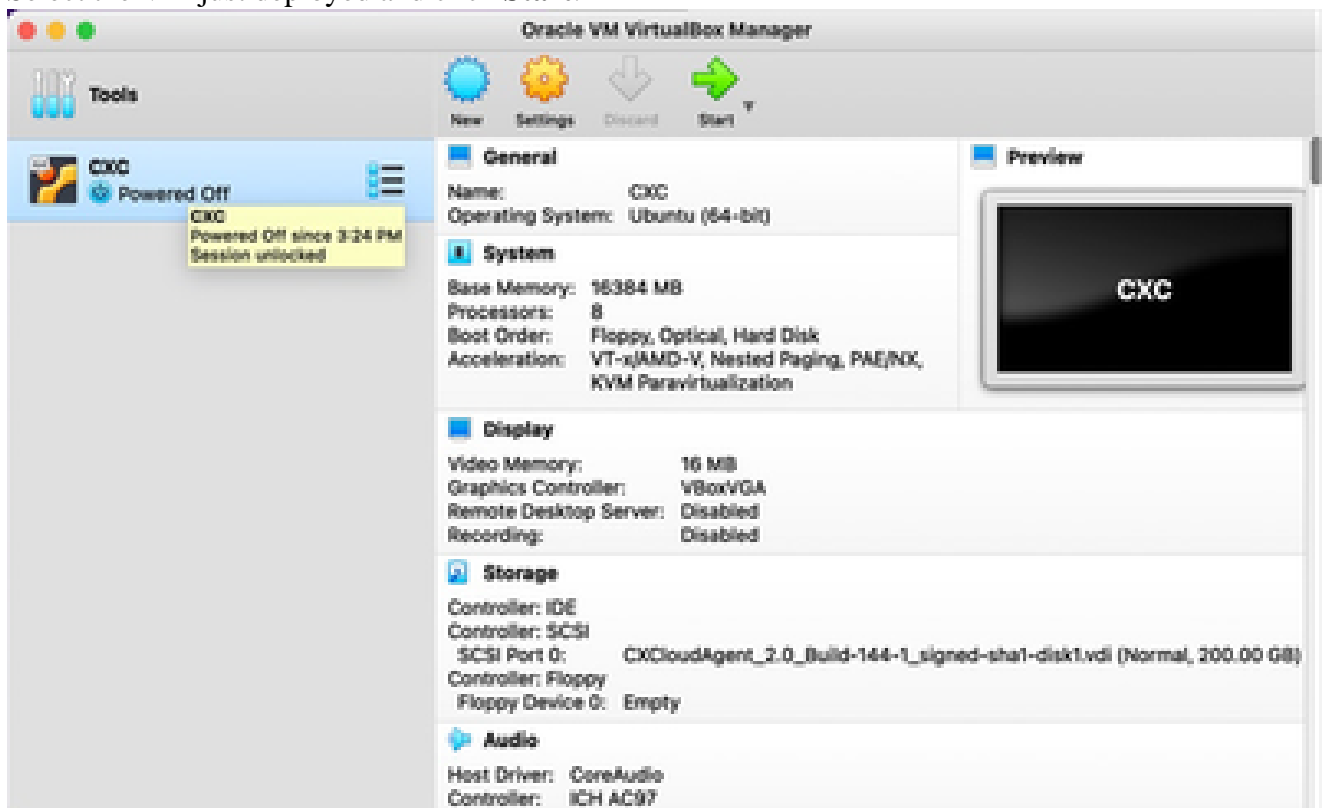 Oracle VM VirtualBox Manager
Tools
New
Settings
Discard
Start
CXC
Powered Off
CXC
Powered Off since 3:24 PM
Session unlocked
General
Name: CXC
Operating System: Ubuntu (64-bit)
System
Base Memory: 16384 MB
Processors: 8
Boot Order: Floppy, Optical, Hard Disk
Acceleration: VT-x/AMD-V, Nested Paging, PAE/NX,
KVM Paravirtualization
Preview
CXC
Display
Video Memory: 16 MB
Graphics Controller: VBoxVGA
Remote Desktop Server: Disabled
Recording: Disabled
Storage
Controller: IDE
Controller: SCSI
SCSI Port 0: CXCloudAgent_2.0_Build-144-1_signed-sha1-disk1.vdi (Normal, 200.00 GB)
Controller: Floppy
Floppy Device 0: Empty
Audio
Host Driver: CoreAudio
Controller: ICH AC97